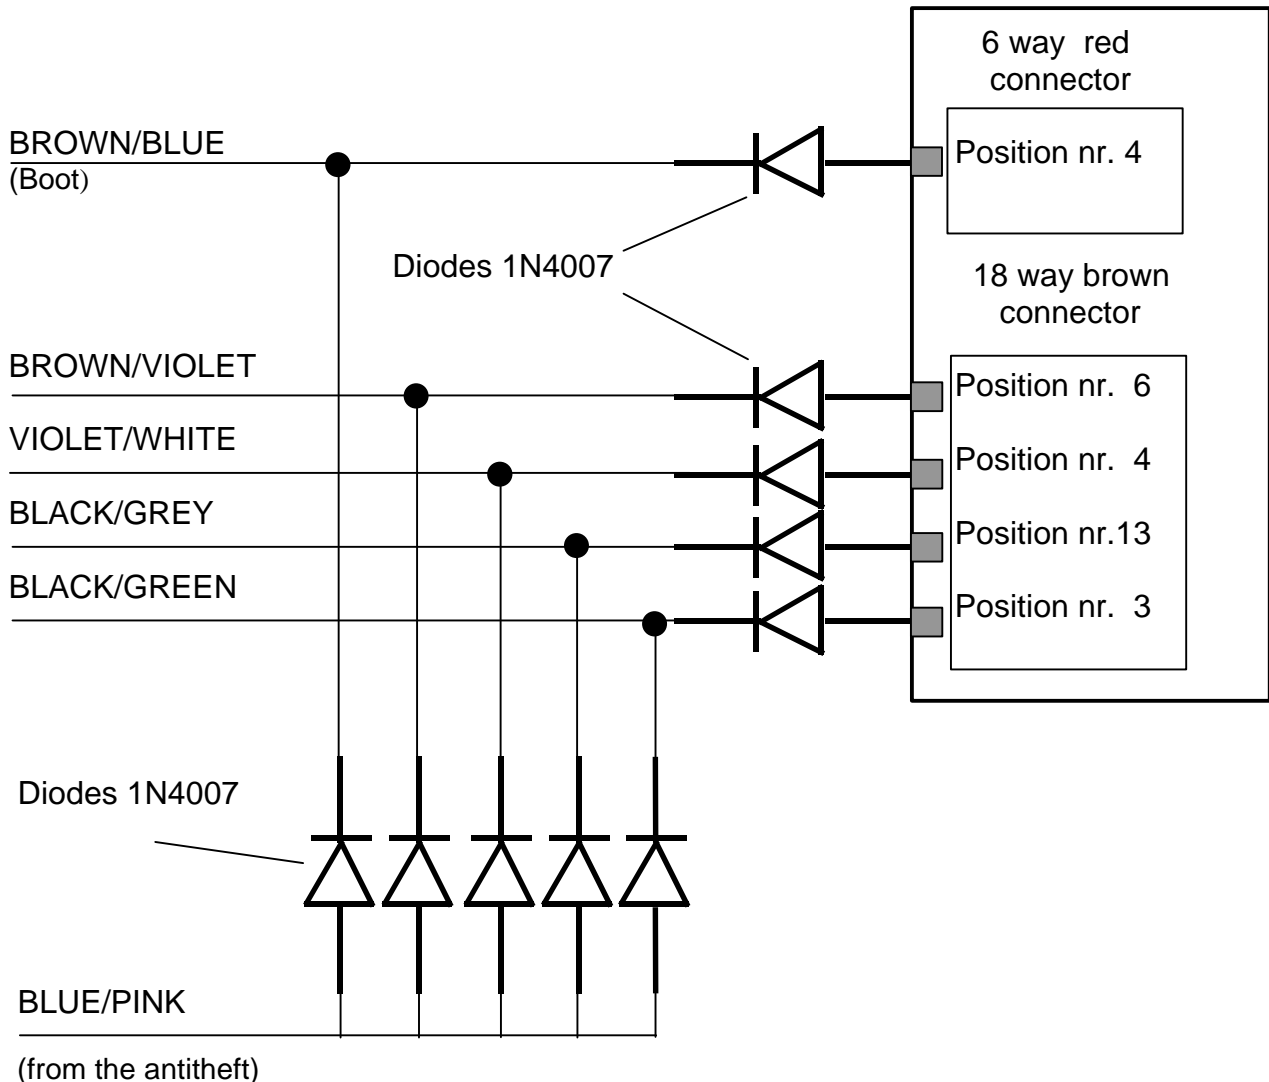 6 way red
connector
BROWN/BLUE
(Boot)
Position nr. 4
Diodes 1N4007
18 way brown
connector
BROWN/VIOLET
Position nr. 6
VIOLET/WHITE
Position nr. 4
BLACK/GREY
Position nr.13
BLACK/GREEN
Position nr. 3
Diodes 1N4007
BLUE/PINK
(from the antitheft)